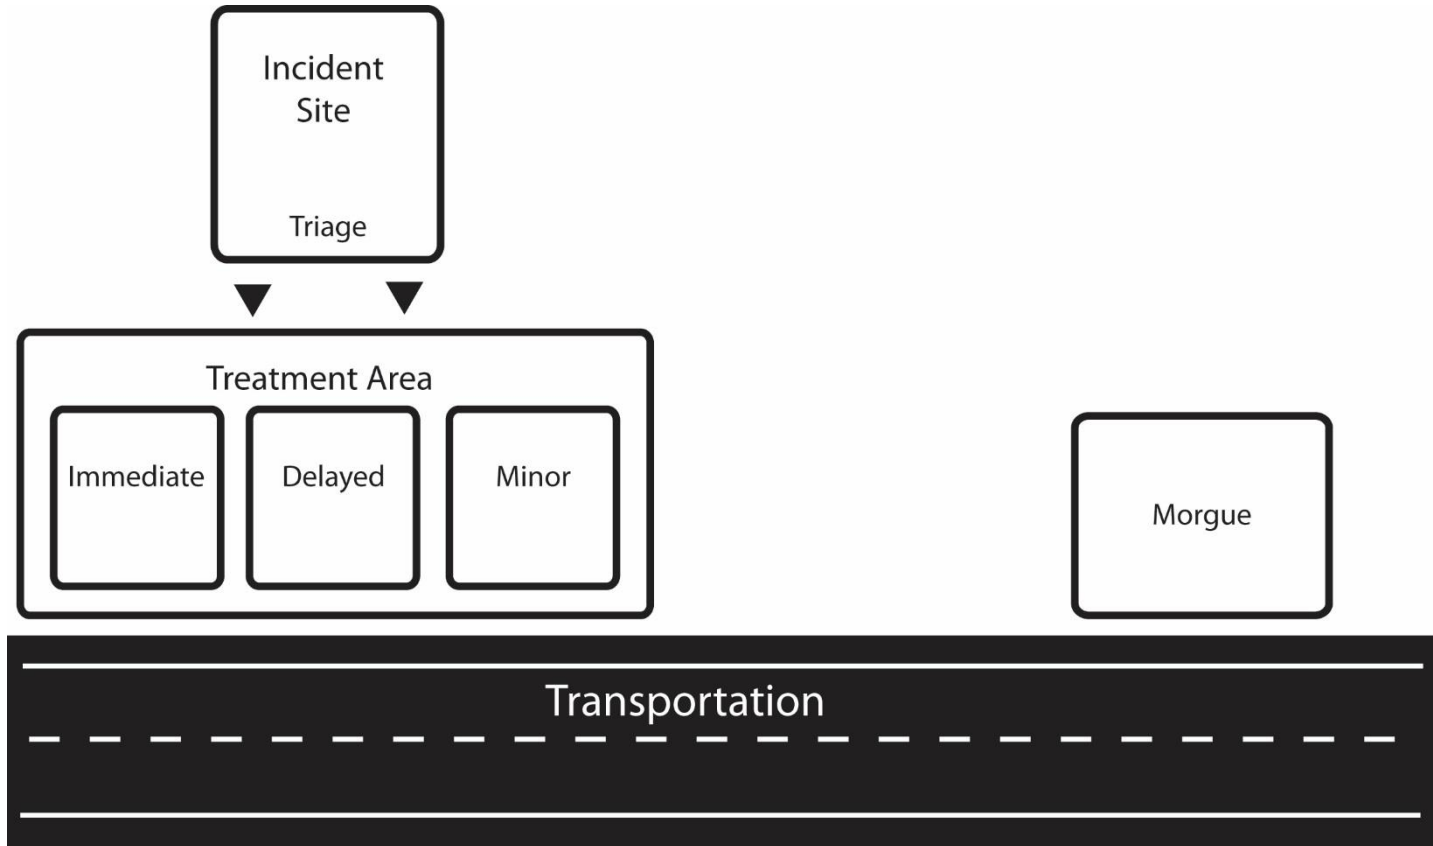 Incident
Site
Triage
Treatment Area
Immediate
Delayed
Minor
Morgue
Transportation